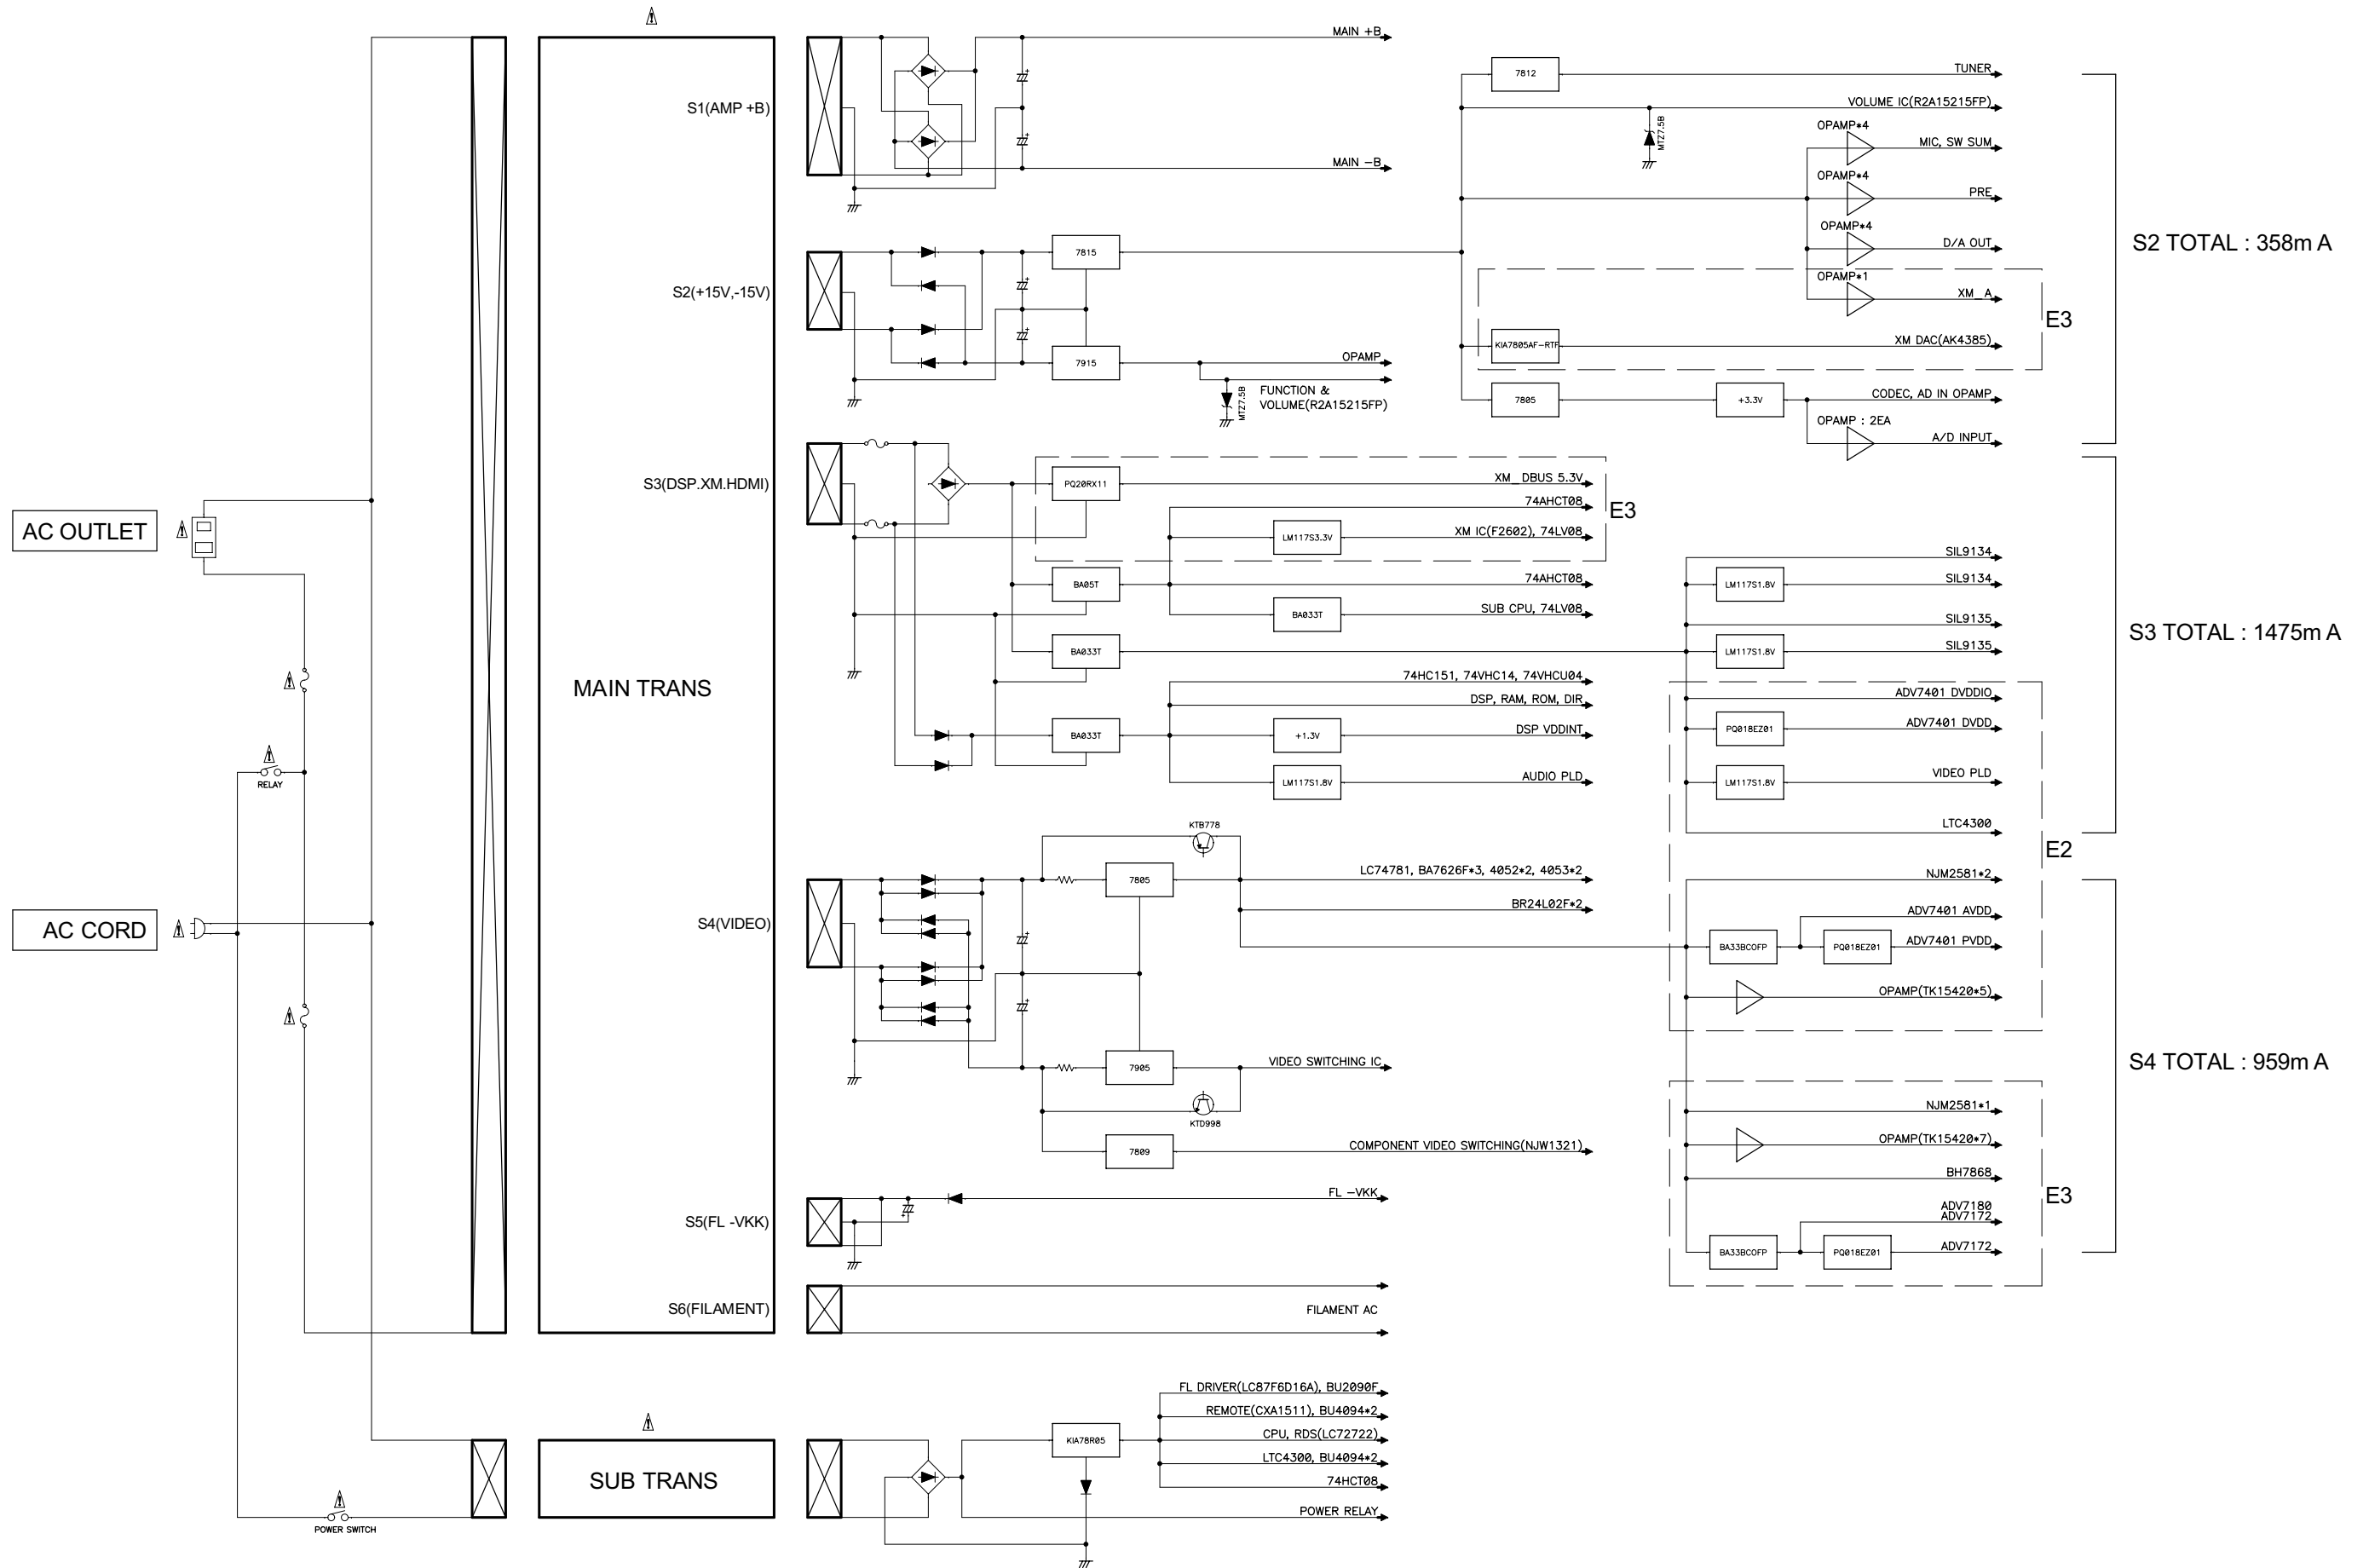 AC OUTLET
RELAY
AC CORD
POWER SWITCH
MAIN TRANS
S1(AMP +B)
S2(+15V,-15V)
S3(DSP.XM.HDMI)
S4(VIDEO)
S5(FL -VKK)
S6(FILAMENT)
SUB TRANS
MAIN +B
MAIN -B
7815
7915
OPAMP
MTZ7.5B
FUNCTION &
VOLUME(R2A15215FP)
7812
TUNER
VOLUME IC(R2A15215FP)
MTZ7.5B
OPAMP*4
MIC, SW SUM
OPAMP*4
PRE
OPAMP*4
D/A OUT
OPAMP*1
XM_A
KIA7805AF-RTF
XM DAC(AK4385)
E3
7805
+3.3V
CODEC, AD IN OPAMP
OPAMP : 2EA
A/D INPUT
S2 TOTAL : 358m A
PQ20RX11
XM_DBUS 5.3V
74AHCT08
LM117S3.3V
XM IC(F2602), 74LV08
E3
BA05T
74AHCT08
BA033T
SUB CPU, 74LV08
BA033T
74HC151, 74VHC14, 74VHCU04
DSP, RAM, ROM, DIR
BA033T
+1.3V
DSP VDDINT
LM117S1.8V
AUDIO PLD
SIL9134
LM117S1.8V
SIL9134
SIL9135
LM117S1.8V
SIL9135
ADV7401 DVDDIO
PQ018EZ01
ADV7401 DVDD
LM117S1.8V
VIDEO PLD
LTC4300
E2
S3 TOTAL : 1475m A
KTB778
7805
LC74781, BA7626F*3, 4052*2, 4053*2
BR24L02F*2
7905
VIDEO SWITCHING IC
KTD998
7809
COMPONENT VIDEO SWITCHING(NJW1321)
NJM2581*2
ADV7401 AVDD
BA33BC0FP
PQ018EZ01
ADV7401 PVDD
OPAMP(TK15420*5)
NJM2581*1
OPAMP(TK15420*7)
BH7868
ADV7180
ADV7172
BA33BC0FP
PQ018EZ01
ADV7172
E3
S4 TOTAL : 959m A
FL -VKK
FILAMENT AC
KIA78R05
FL DRIVER(LC87F6D16A), BU2090F
REMOTE(CXA1511), BU4094*2
CPU, RDS(LC72722)
LTC4300, BU4094*2
74HCT08
POWER RELAY